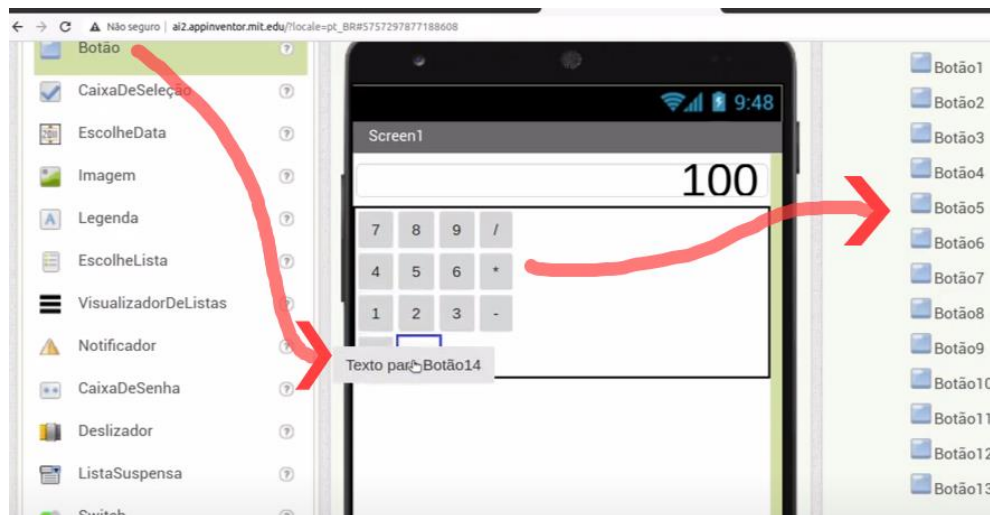 Não seguro | ai2.appinventor.mit.edu/?locale=pt_BR#5757297877188608
Botão ?
CaixaDeSeleção ?
EscolheData ?
Imagem ?
Legenda ?
EscolheLista ?
VisualizadorDeListas ?
Notificador ?
CaixaDeSenha ?
Deslizador ?
ListaSuspensa ?
Switch ?
9:48
Screen1
100
7 8 9 /
4 5 6 *
1 2 3 -
Texto para Botão14
Botão1
Botão2
Botão3
Botão4
Botão5
Botão6
Botão7
Botão8
Botão9
Botão10
Botão11
Botão12
Botão13